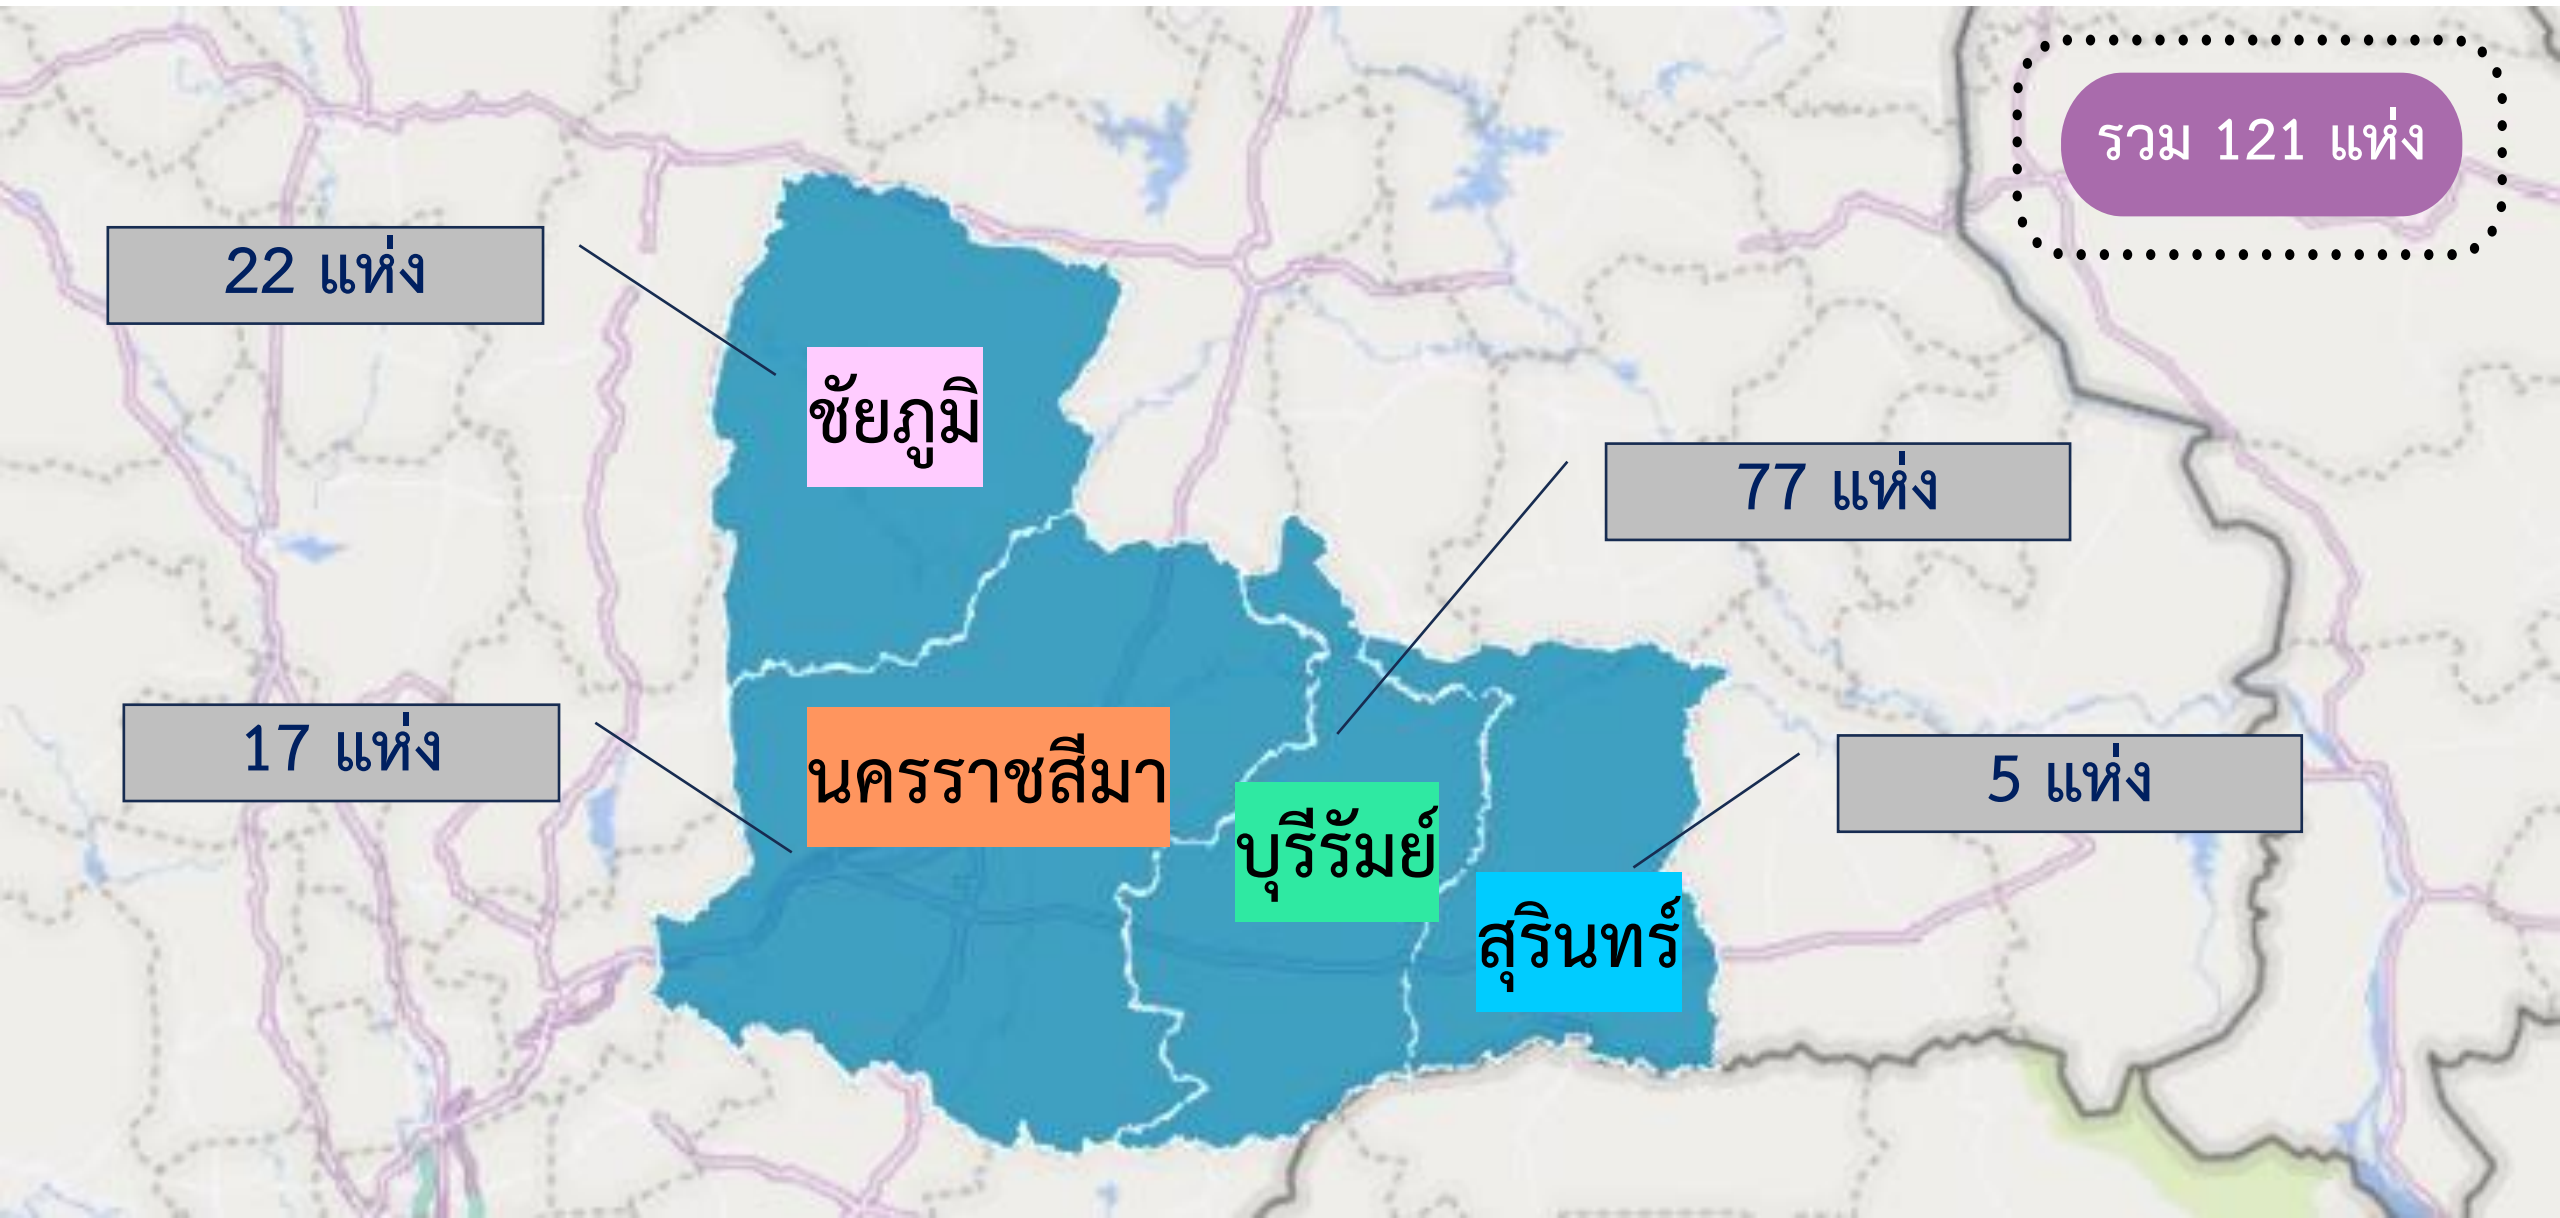 รวม 121 แห่ง
22 แห่ง
ชัยภูมิ
77 แห่ง
17 แห่ง
นครราชสีมา
5 แห่ง
บุรีรัมย์
สุรินทร์